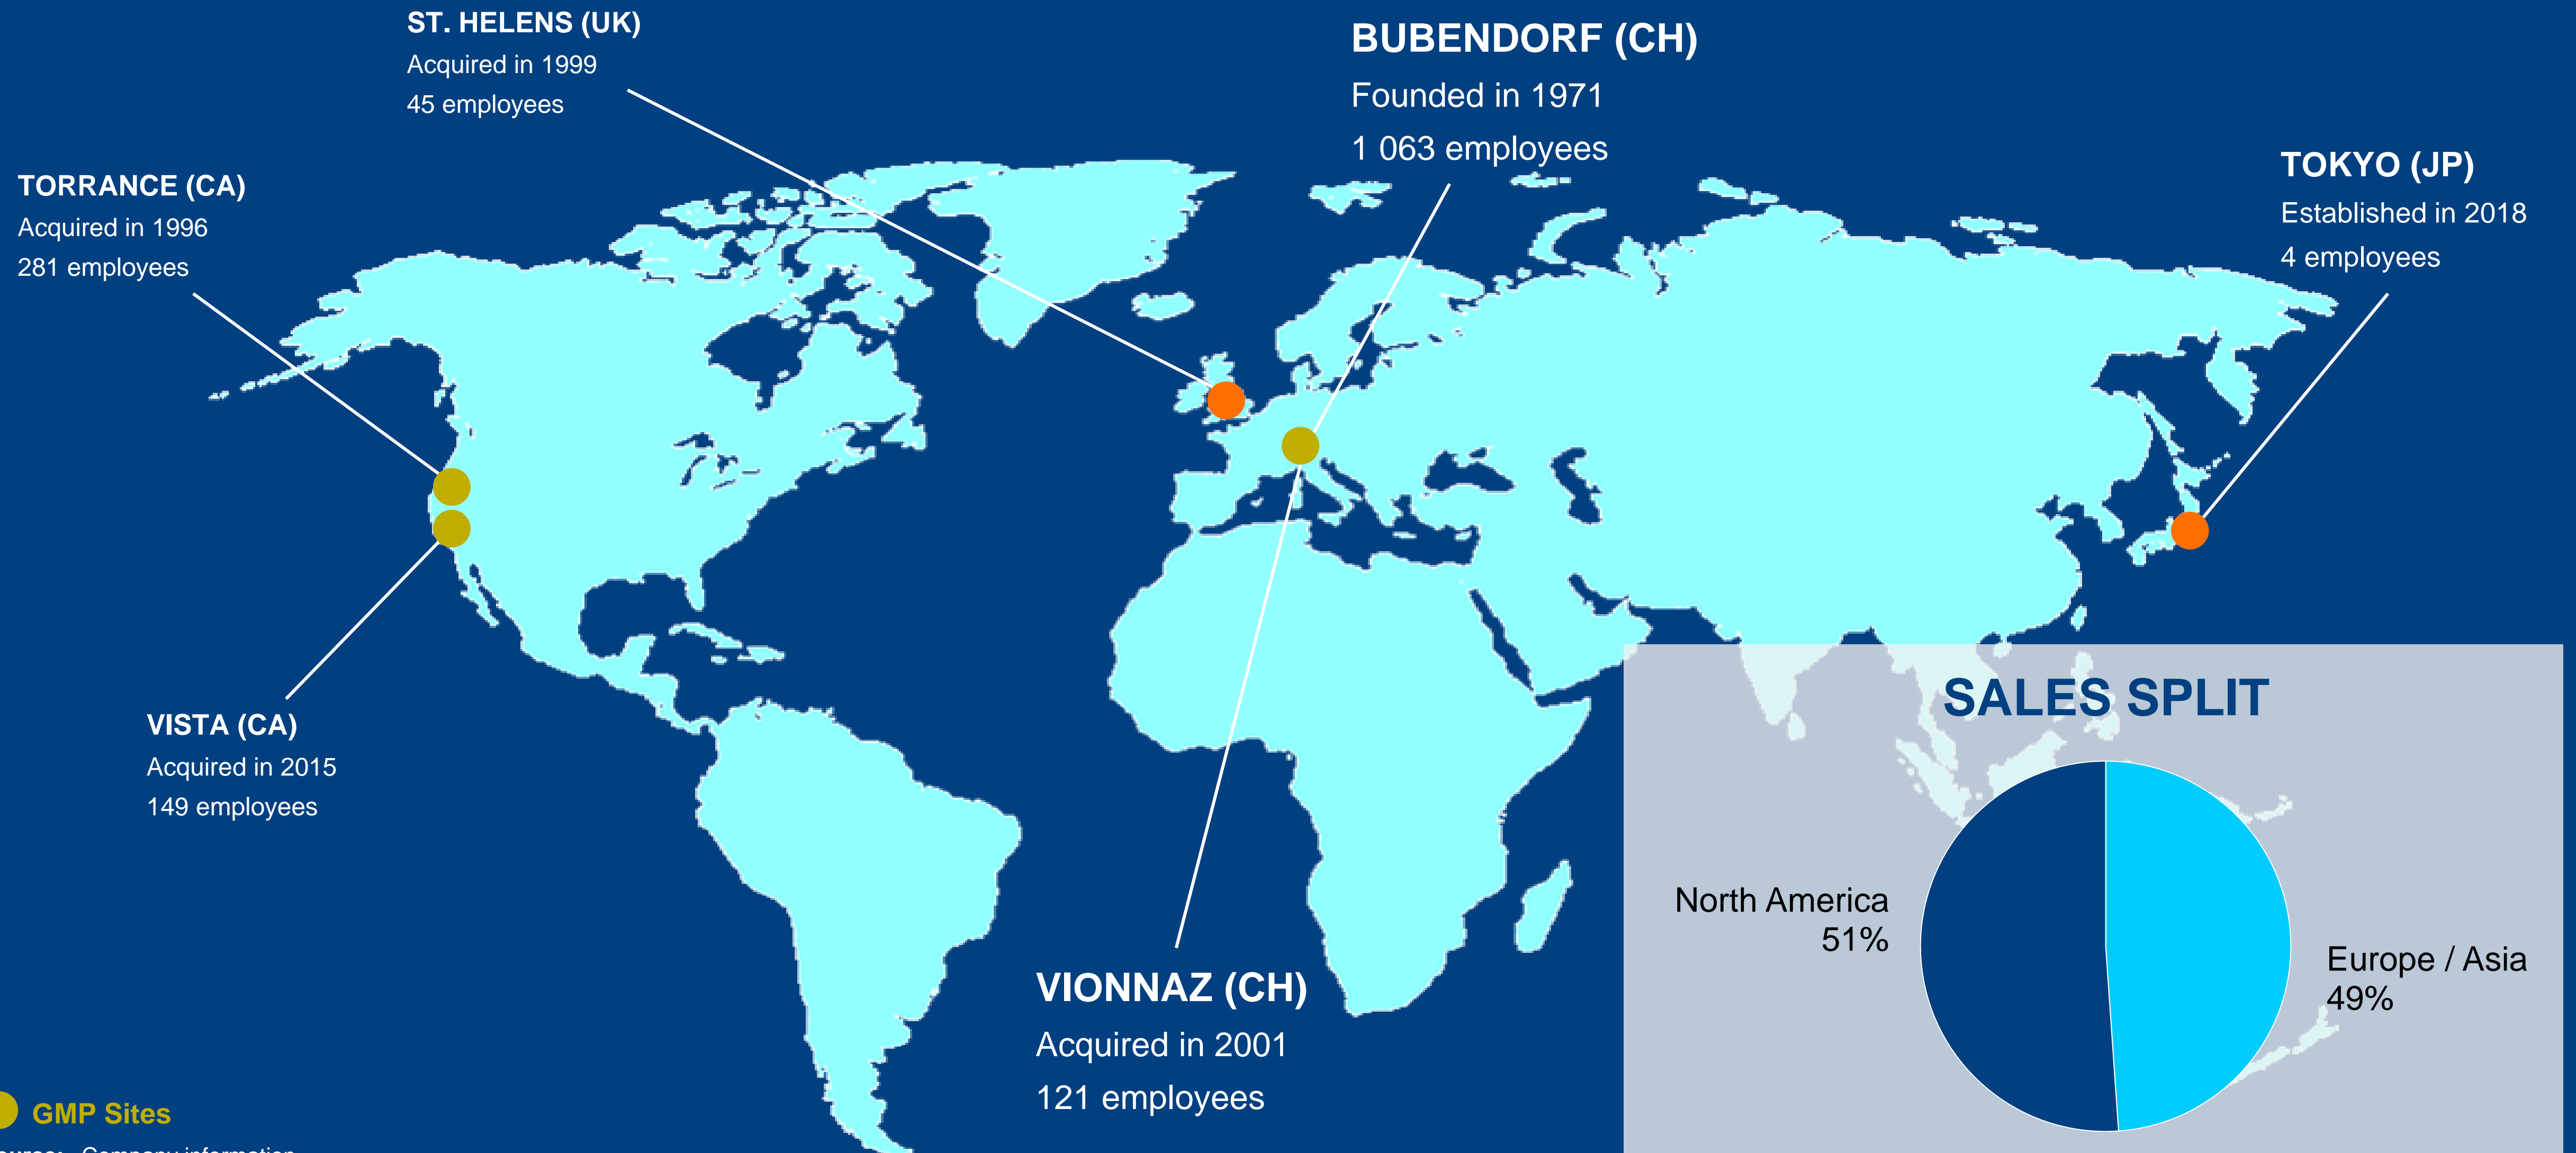 ST. HELENS (UK)
Acquired in 1999
45 employees
BUBENDORF (CH)
Founded in 1971
1 063 employees
TORRANCE (CA)
Acquired in 1996
281 employees
TOKYO (JP)
Established in 2018
4 employees
VISTA (CA)
Acquired in 2015
149 employees
VIONNAZ (CH)
Acquired in 2001
121 employees
SALES SPLIT
North America
51%
Europe / Asia
49%
GMP Sites
Company information